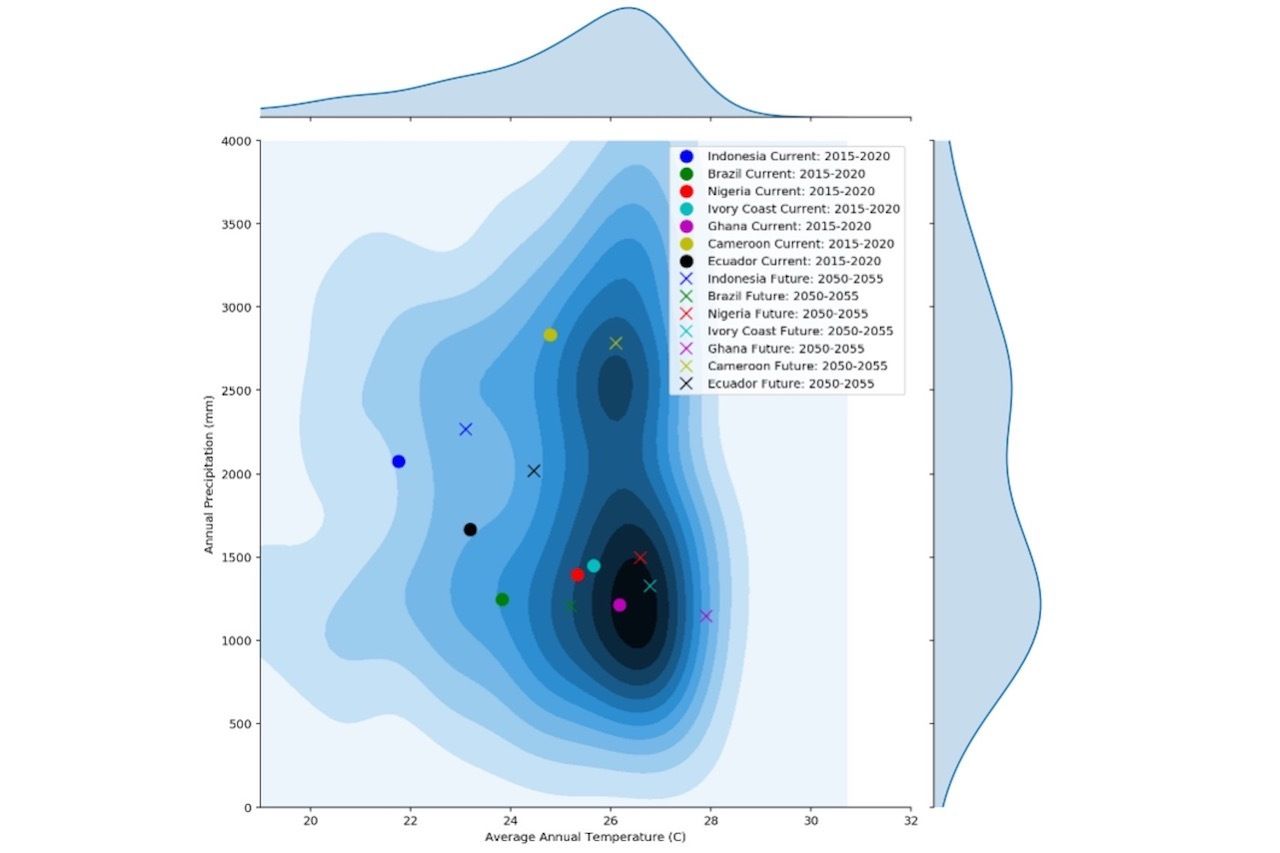 4000
3500
3000
2500
2000
1500
1000
500
0
Annual Precipitation (mm)
Indonesia Current: 2015-2020
Brazil Current: 2015-2020
Nigeria Current: 2015-2020
Ivory Coast Current: 2015-2020
Ghana Current: 2015-2020
Cameroon Current: 2015-2020
Ecuador Current: 2015-2020
Indonesia Future: 2050-2055
Brazil Future: 2050-2055
Nigeria Future: 2050-2055
Ivory Coast Future: 2050-2055
Ghana Future: 2050-2055
Cameroon Future: 2050-2055
Ecuador Future: 2050-2055
20 22 24 26 28 30 32
Average Annual Temperature (C)